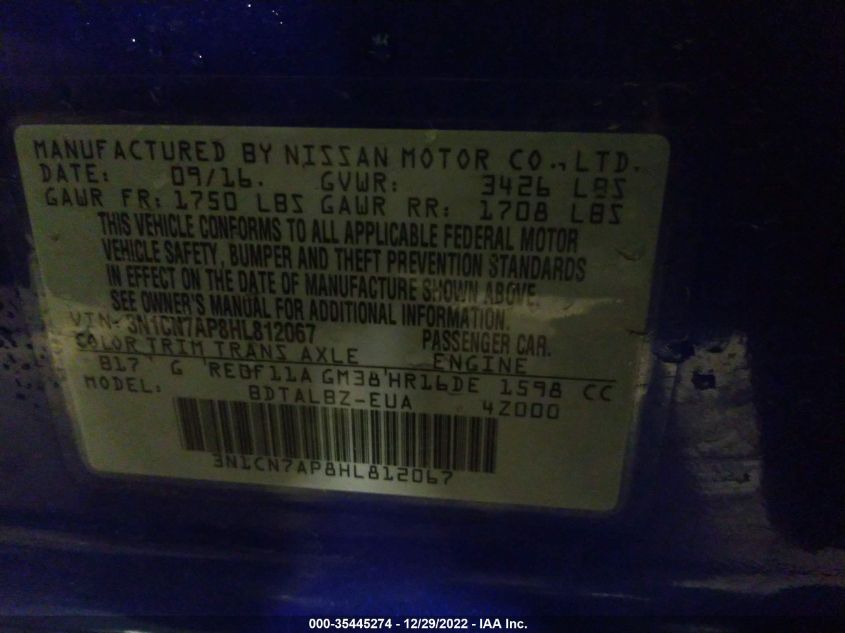 MANUFACTURED BY NISSAN MOTOR CO., LTD.
DATE: 09/16. GVWR: 3426 LBS
GAWR FR: 1750 LBS GAWR RR: 1708 LBS
THIS VEHICLE CONFORMS TO ALL APPLICABLE FEDERAL MOTOR
VEHICLE SAFETY, BUMPER AND THEFT PREVENTION STANDARDS
IN EFFECT ON THE DATE OF MANUFACTURE SHOWN ABOVE.
SEE OWNER'S MANUAL FOR ADDITIONAL INFORMATION.
VIN: 3N1CN7AP8HL812067 PASSENGER CAR.
COLOR TRIM TRANS AXLE ENGINE
B17 G RE0F11A GM38 HR16DE 1598 CC
MODEL: BDTALBZ-EUA 4Z000
3N1CN7AP8HL812067
000-35445274 - 12/29/2022 - IAA Inc.